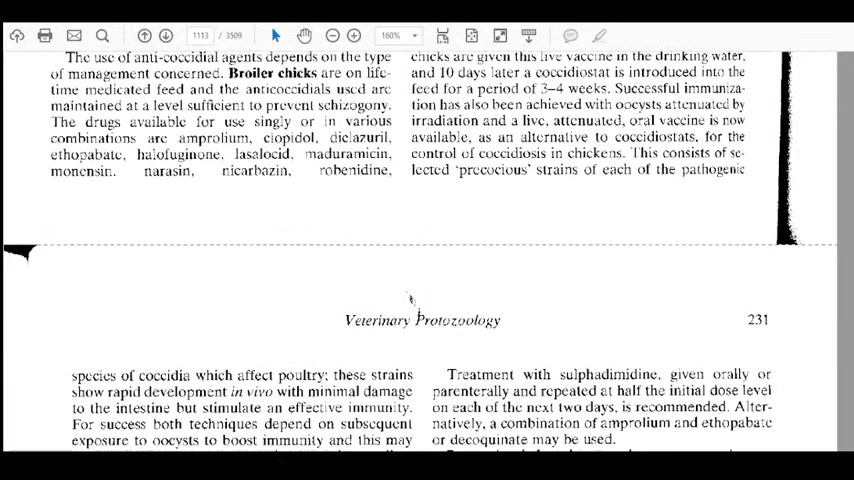 1113 / 3509
160%
The use of anti-coccidial agents depends on the type
of management concerned. Broiler chicks are on life-
time medicated feed and the anticoccidials used are
maintained at a level sufficient to prevent schizogony.
The drugs available for use singly or in various
combinations are amprolium, clopidol, diclazuril,
ethopabate, halofuginone, lasalocid, maduramicin,
monensin. narasin, nicarbazin, robenidine,
chicks are given this live vaccine in the drinking water,
and 10 days later a coccidiostat is introduced into the
feed for a period of 3–4 weeks. Successful immuniza-
tion has also been achieved with oocysts attenuated by
irradiation and a live, attenuated, oral vaccine is now
available, as an alternative to coccidiostats, for the
control of coccidiosis in chickens. This consists of se-
lected 'precocious' strains of each of the pathogenic
Veterinary Protozoology
231
species of coccidia which affect poultry; these strains
show rapid development in vivo with minimal damage
to the intestine but stimulate an effective immunity.
For success both techniques depend on subsequent
exposure to oocysts to boost immunity and this may
Treatment with sulphadimidine, given orally or
parenterally and repeated at half the initial dose level
on each of the next two days, is recommended. Alter-
natively, a combination of amprolium and ethopabate
or decoquinate may be used.